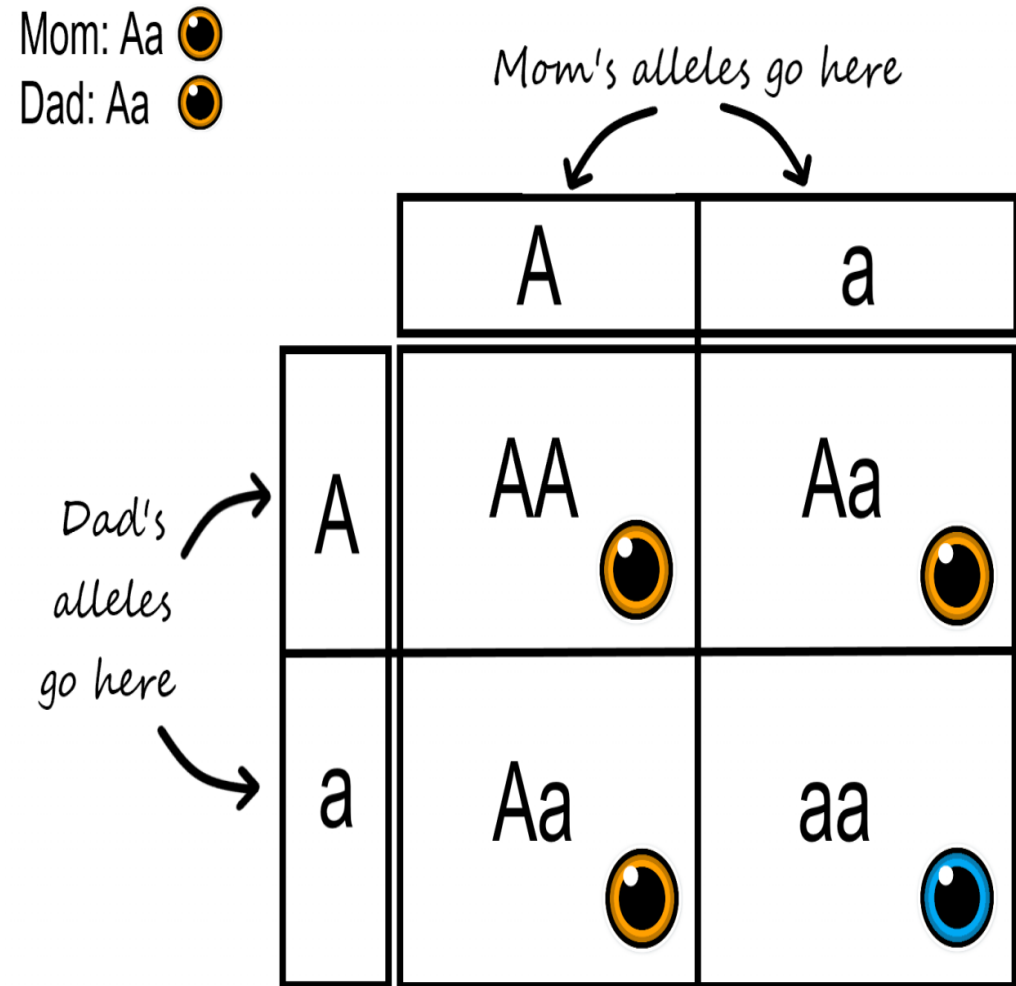 Mom: Aa
Dad: Aa
Mom's alleles go here
A a
Dad's
alleles
go here
A
AA Aa
a
Aa aa